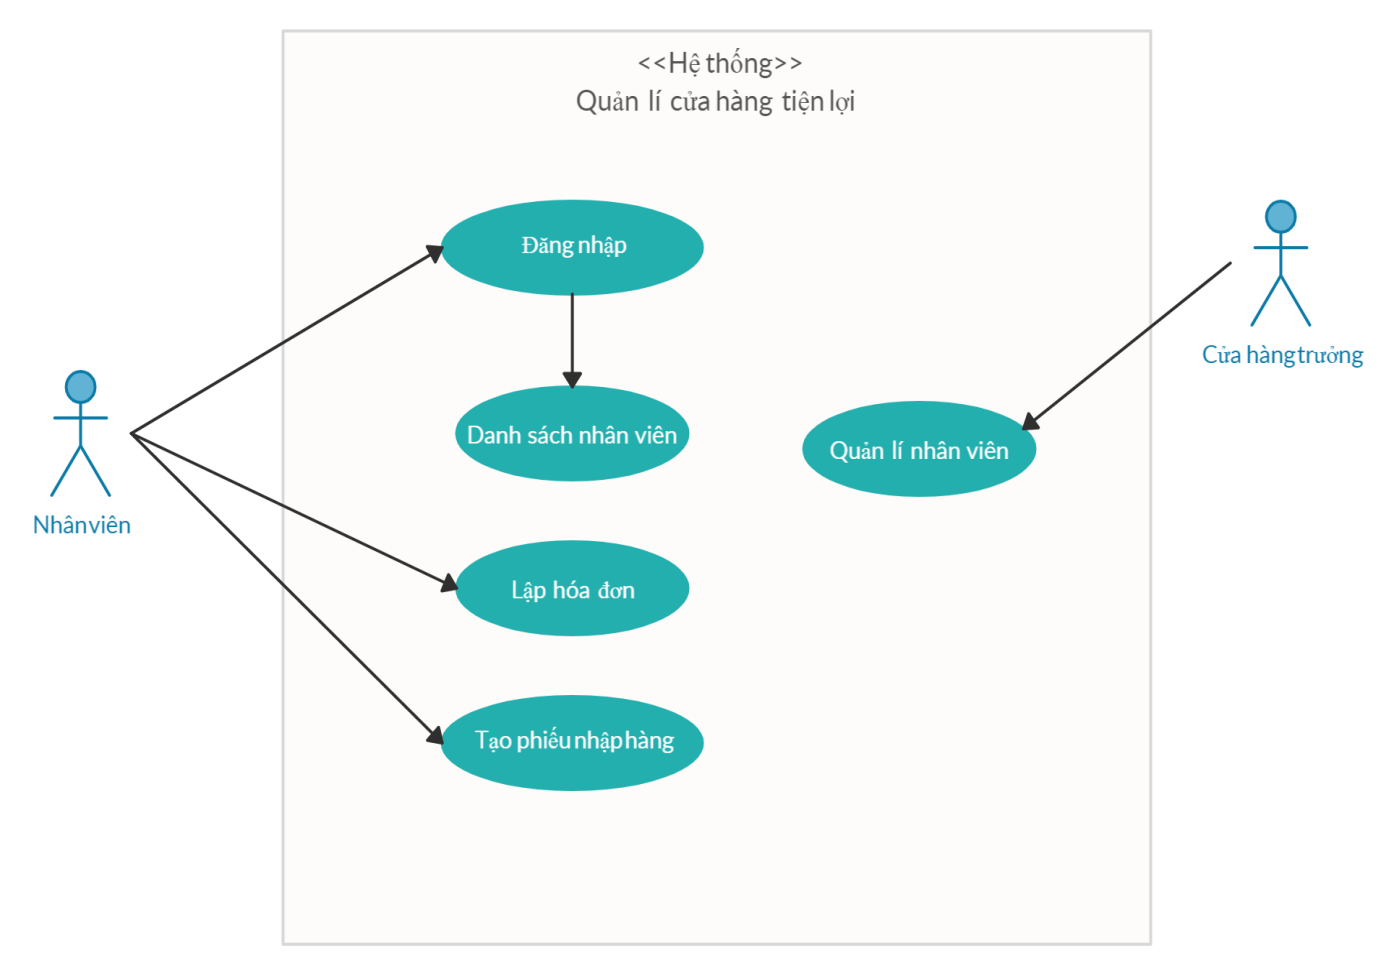 <<Hệ thống>>
Quản lí cửa hàng tiện lợi
Đăng nhập
Cửa hàng trưởng
Danh sách nhân viên
Quản lí nhân viên
Nhân viên
Lập hóa đơn
Tạo phiếu nhập hàng